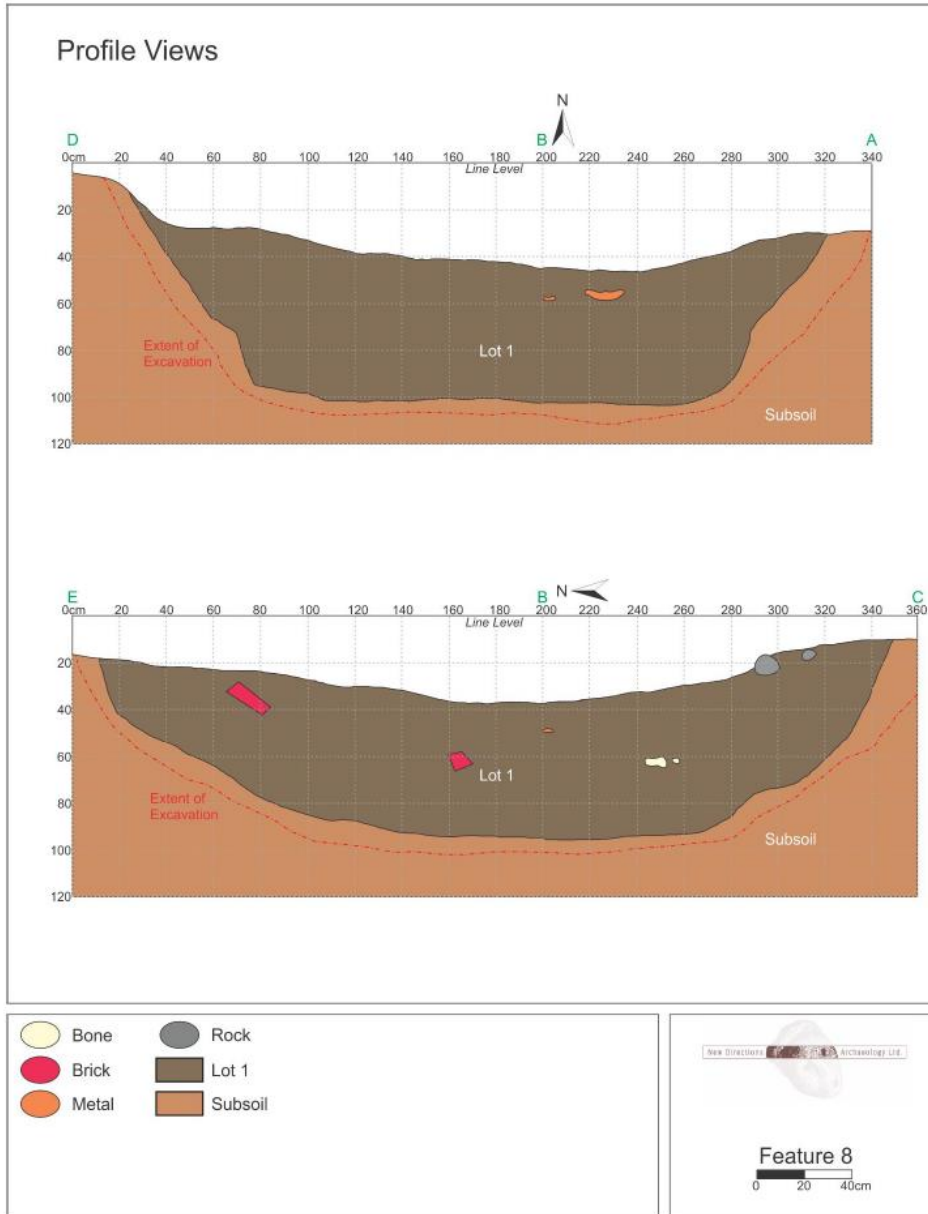 Profile Views
N
D B A
0cm 20 40 60 80 100 120 140 160 180 200 220 240 260 280 300 320 340
Line Level
20
40
60
80
100
120
Extent of
Excavation
Lot 1
Subsoil
N
E B C
0cm 20 40 60 80 100 120 140 160 180 200 220 240 260 280 300 320 340 360
Line Level
20
40
60
80
100
120
Extent of
Excavation
Lot 1
Subsoil
Bone
Brick
Metal
Rock
Lot 1
Subsoil
New Directions Archaeology Ltd.
Feature 8
0 20 40cm